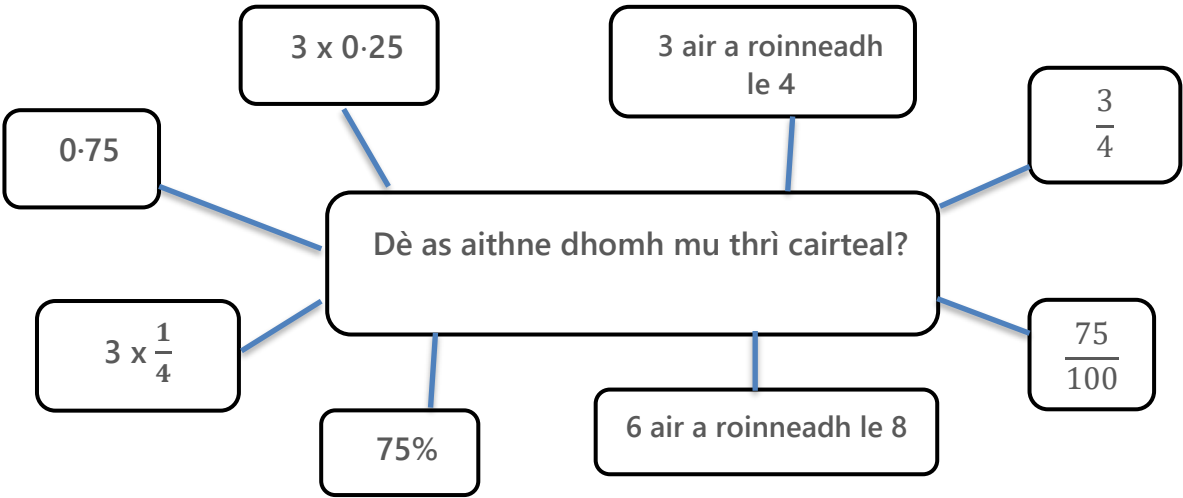 3 x 0·25
3 air a roinneadh
le 4
3/4
0·75
Dè as aithne dhomh mu thrì cairteal?
3 x 1/4
75/100
75%
6 air a roinneadh le 8